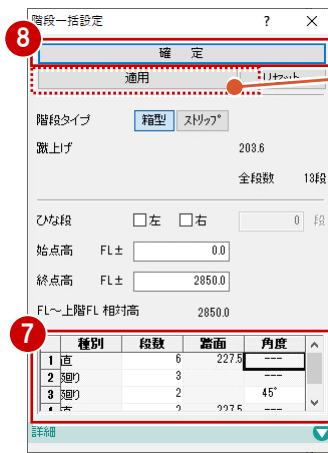 階段一括設定 ? ×
8
確 定
適用 リセット
階段タイプ 箱型 ストリップ
蹴上げ 203.6
全段数 13段
ひな段 左 右 0 段
始点高 FL± 0.0
終点高 FL± 2850.0
FL～上階FL 相対高 2850.0
7
種別 段数 踏面 角度
1 直 6 227.5 ---
2 廻り 3 ---
3 廻り 2 45°
4 直 2 227.5 ---
詳細